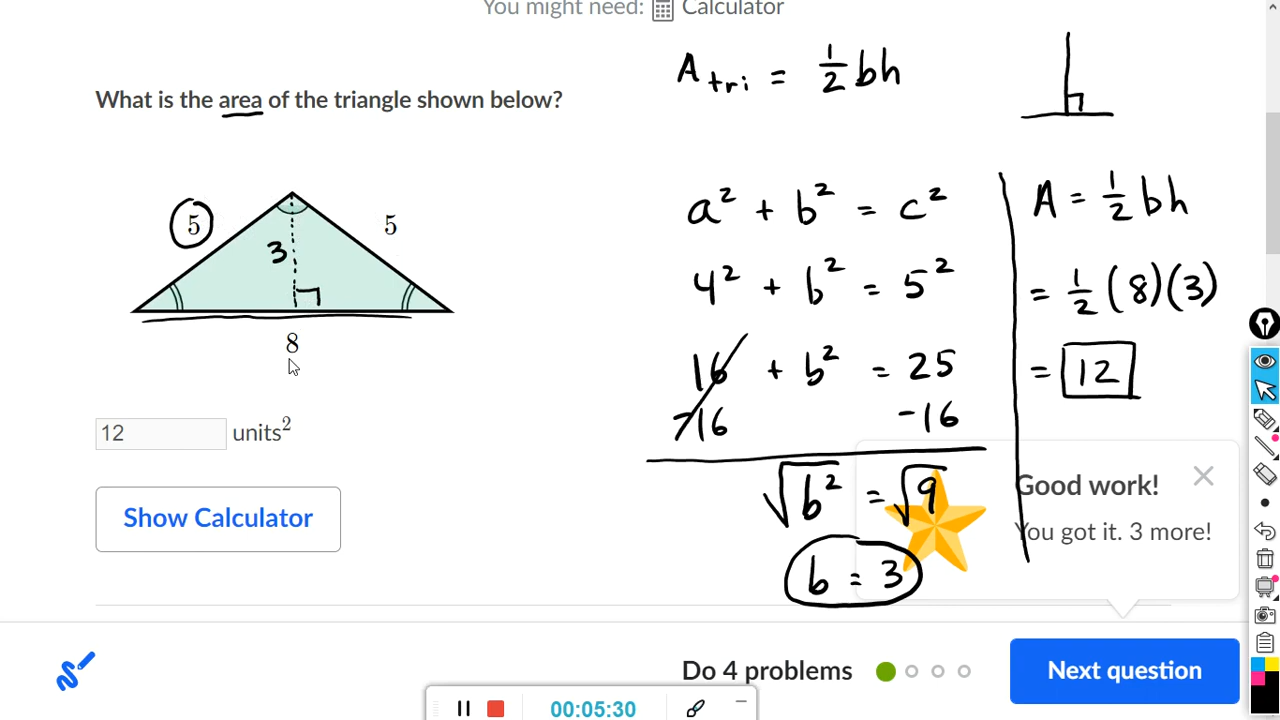 You might need: Calculator
A tri = 1/2 bh
What is the area of the triangle shown below?
5
3
5
8
a² + b² = c²
4² + b² = 5²
16 + b² = 25
-16 -16
√b² = √9
b = 3
A = 1/2 bh
= 1/2 (8)(3)
= 12
12 units²
Show Calculator
Good work!
You got it. 3 more!
Do 4 problems
Next question
00:05:30